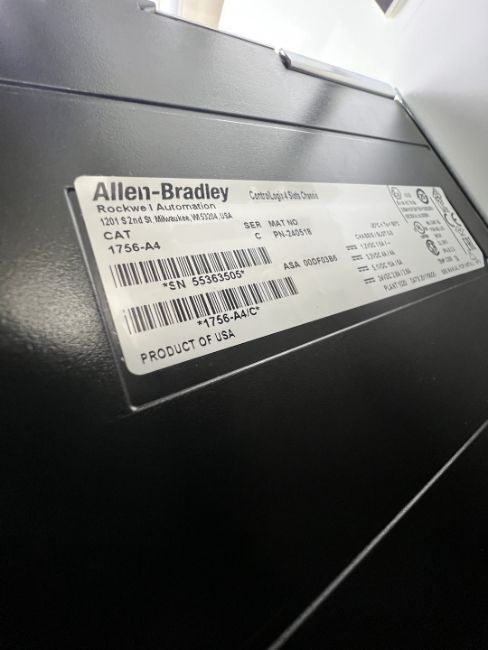 Allen-Bradley
ControlLogix 4 Slots Chassis
Rockwell Automation
1201 S 2nd St Milwaukee, WI 53204, USA
CAT SER MAT NO
1756-A4 C PN-240518
*SN 55363505* ASA 00DF03B6
*1756-A4/C*
PRODUCT OF USA